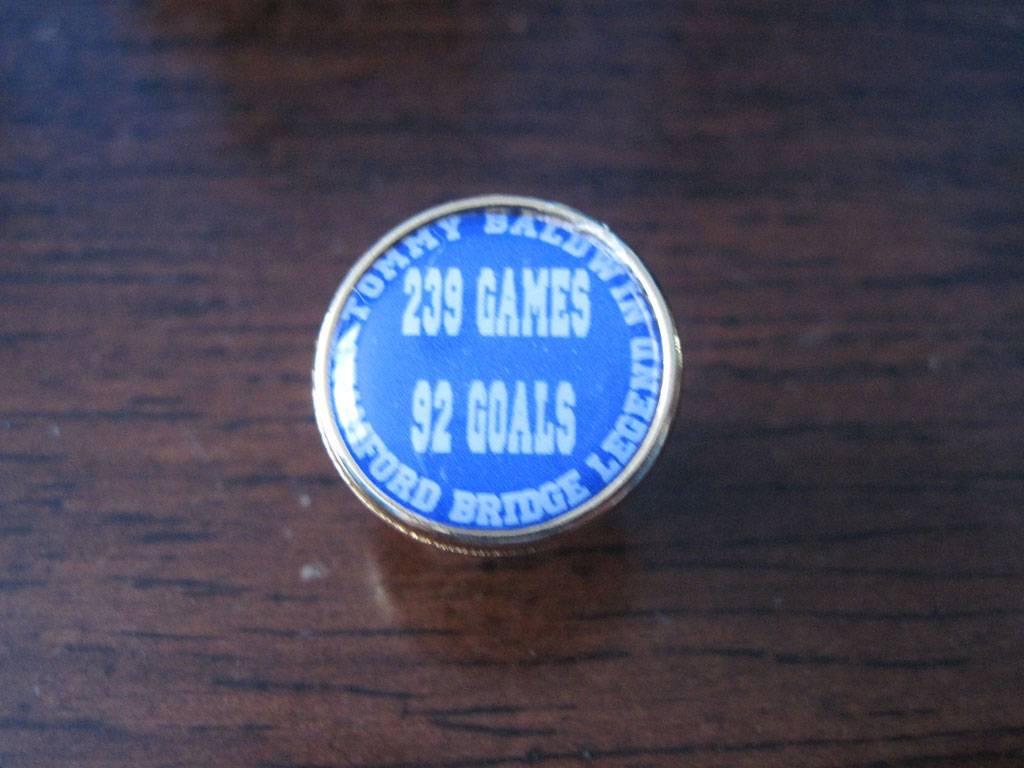 TOMMY BALDWIN
239 GAMES
92 GOALS
BRIDGE LEGEND